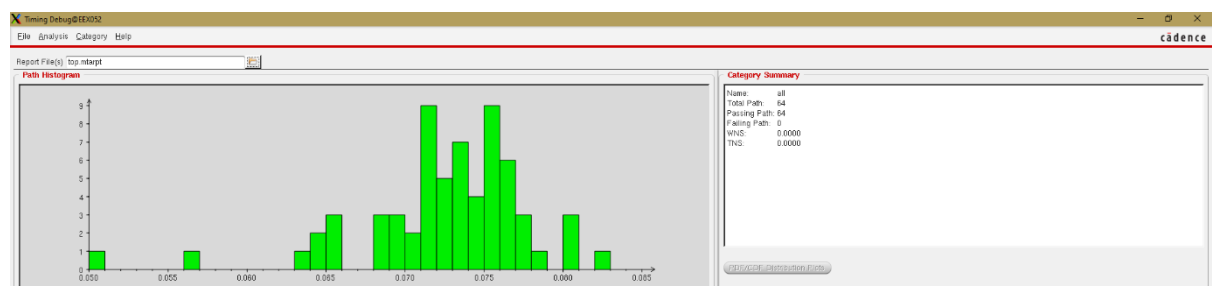 Timing Debug@EEX052
File Analysis Category Help
cādence
Report File(s) top.mtarpt
Path Histogram
9
8
7
6
5
4
3
2
1
0
0.050 0.055 0.060 0.065 0.070 0.075 0.080 0.085
Category Summary
Name: all
Total Path: 64
Passing Path: 64
Failing Path: 0
WNS: 0.0000
TNS: 0.0000